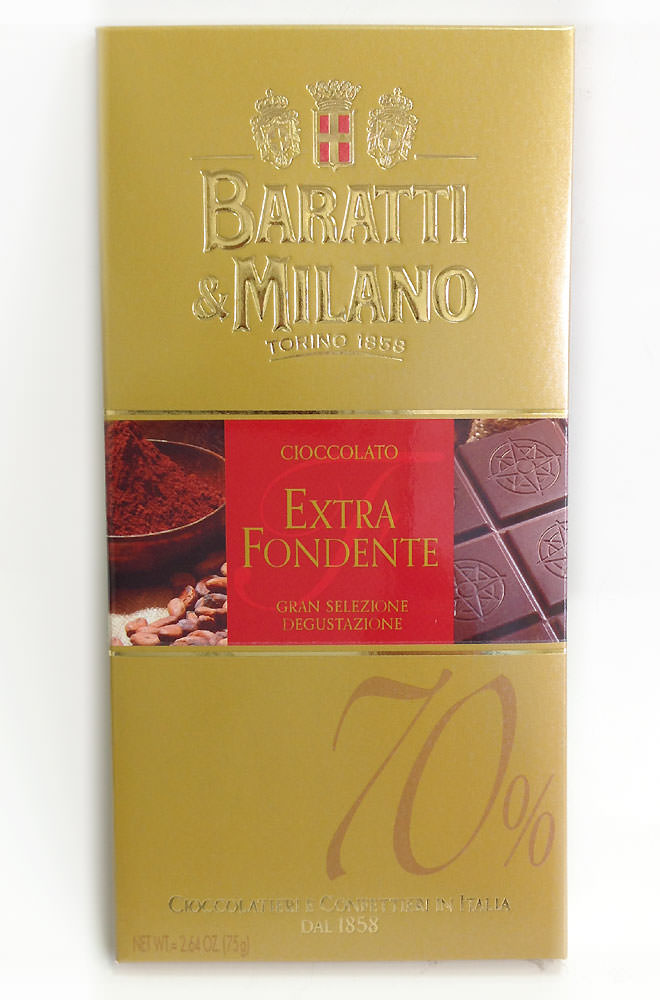 BARATTI
& MILANO
TORINO 1858
CIOCCOLATO
EXTRA
FONDENTE
GRAN SELEZIONE
DEGUSTAZIONE
70%
CIOCCOLATIERI E CONFETTIERI IN ITALIA
DAL 1858
NET WT.= 2.64 OZ. (75g)